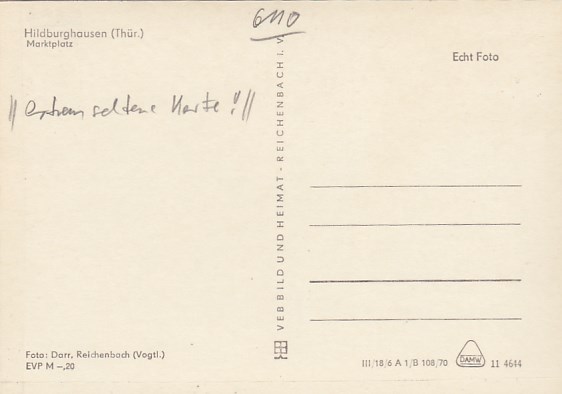 Hildburghausen (Thür.)
Marktplatz
6110
Echt Foto
|| extrem seltene Karte !! ||
VEB BILD UND HEIMAT - REICHENBACH I. V.
Foto: Darr, Reichenbach (Vogtl.)
EVP M –,20
III/18/6 A 1/B 108/70
DAMW
11 4644